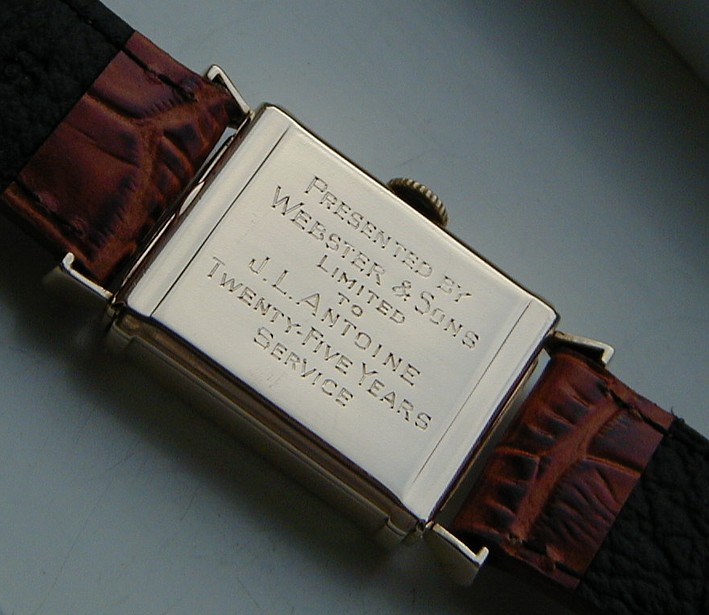 PRESENTED BY
WEBSTER & SONS
LIMITED
TO
J. L. ANTOINE
TWENTY-FIVE YEARS
SERVICE